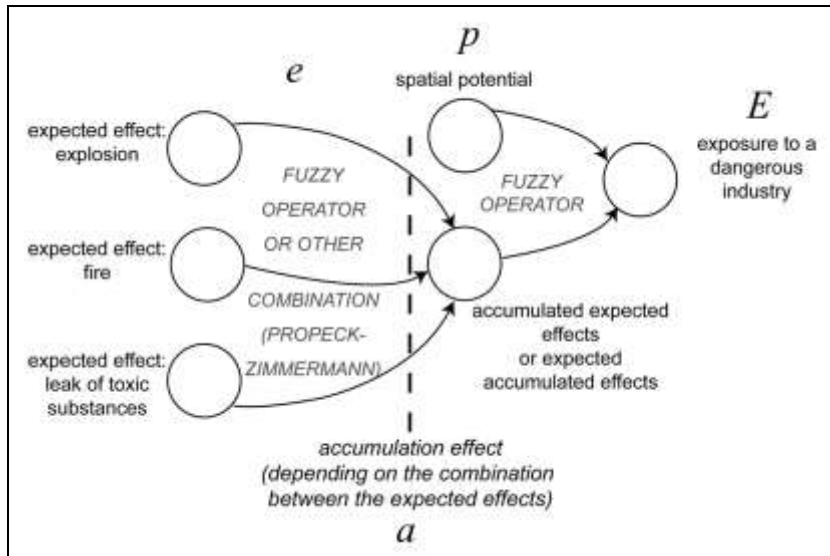 e
p
spatial potential
E
exposure to a
dangerous
industry
expected effect:
explosion
FUZZY
OPERATOR
OR OTHER
COMBINATION
(PROPECK-
ZIMMERMANN)
FUZZY
OPERATOR
expected effect:
fire
accumulated expected
effects
or expected
accumulated effects
expected effect:
leak of toxic
substances
accumulation effect
(depending on the combination
between the expected effects)
a